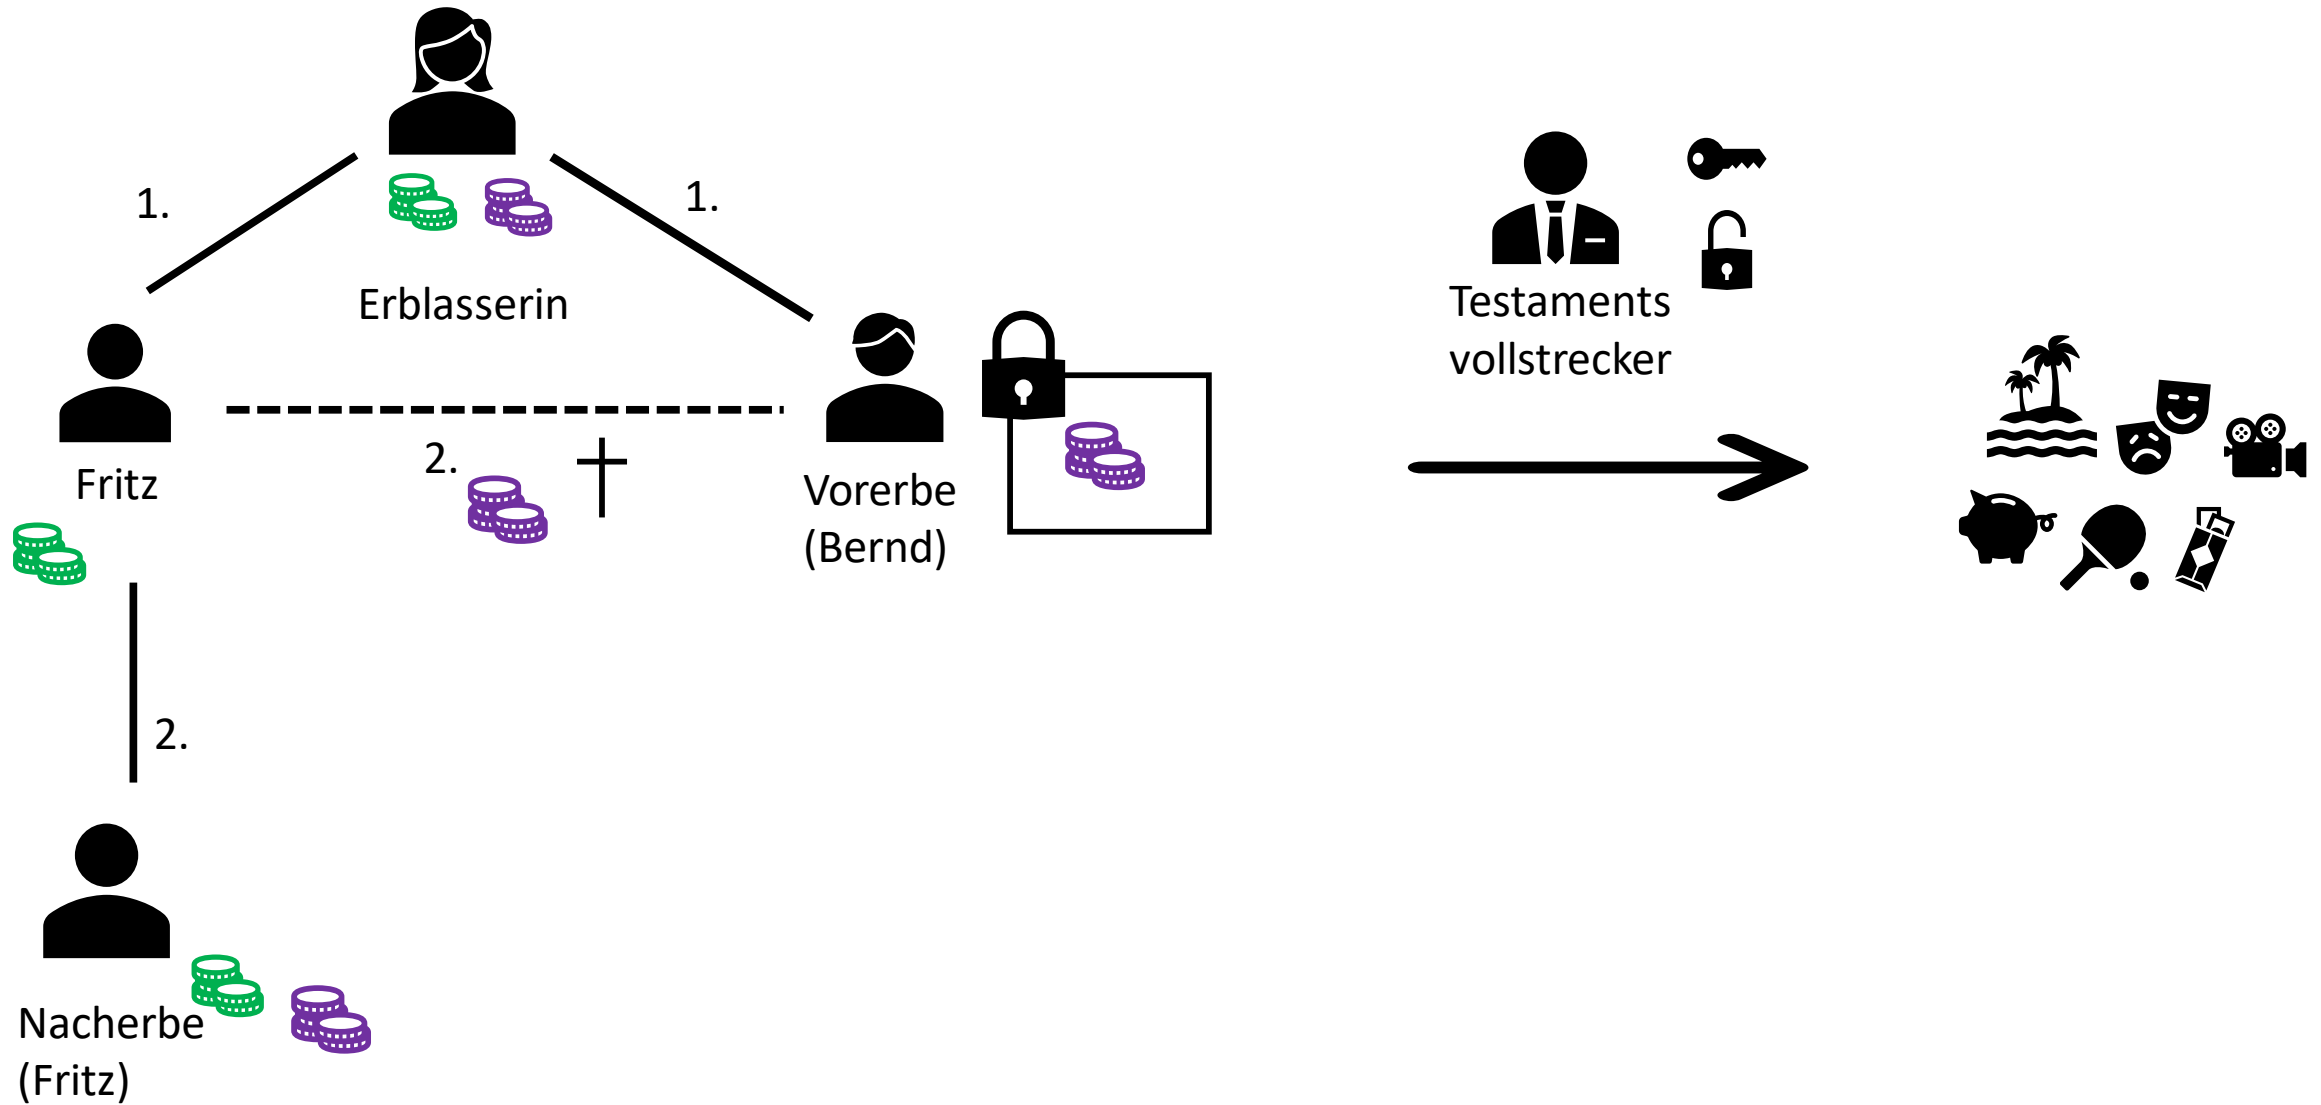 1.
1.
Erblasserin
Testaments
vollstrecker
2.
Fritz
Vorerbe
(Bernd)
2.
Nacherbe
(Fritz)